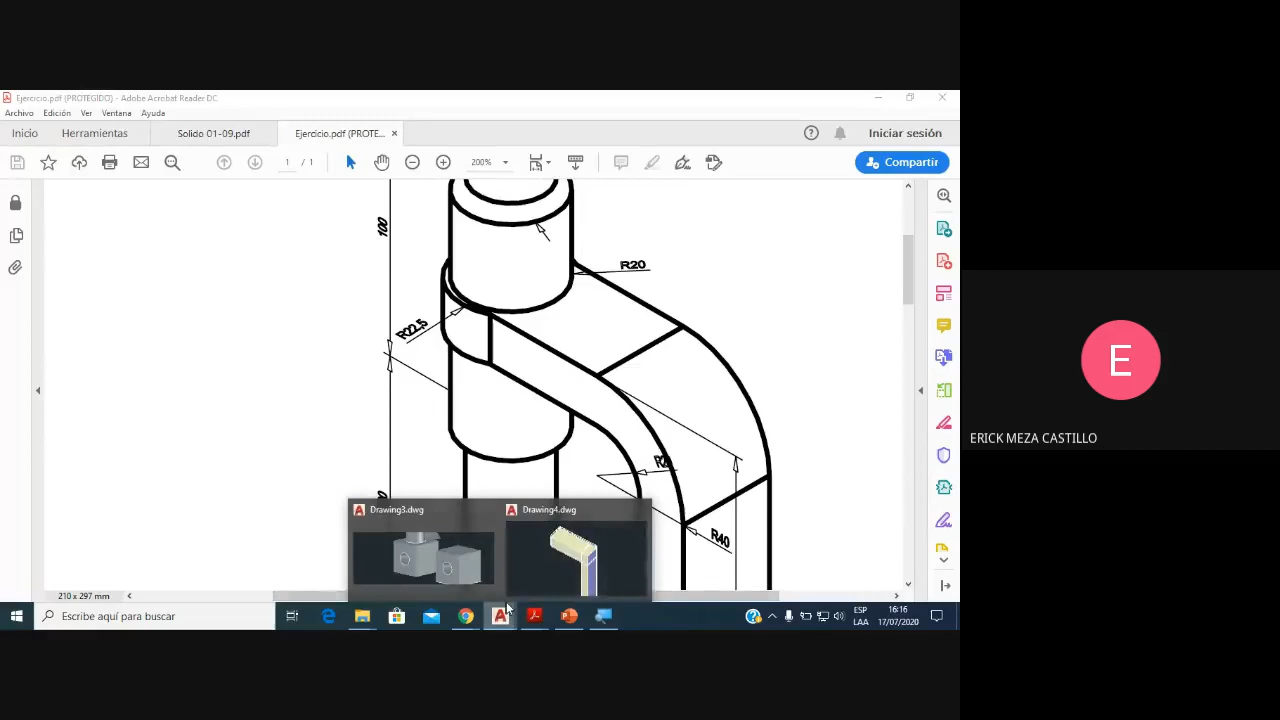 Ejercicio.pdf (PROTEGIDO) - Adobe Acrobat Reader DC
Archivo Edición Ver Ventana Ayuda
Inicio Herramientas Solido 01-09.pdf Ejercicio.pdf (PROTE... Iniciar sesión
1 / 1 200% Compartir
100
R20
R22,5
R40
Drawing3.dwg Drawing4.dwg
210 x 297 mm
Escribe aquí para buscar
ESP 16:16
LAA 17/07/2020
E
ERICK MEZA CASTILLO